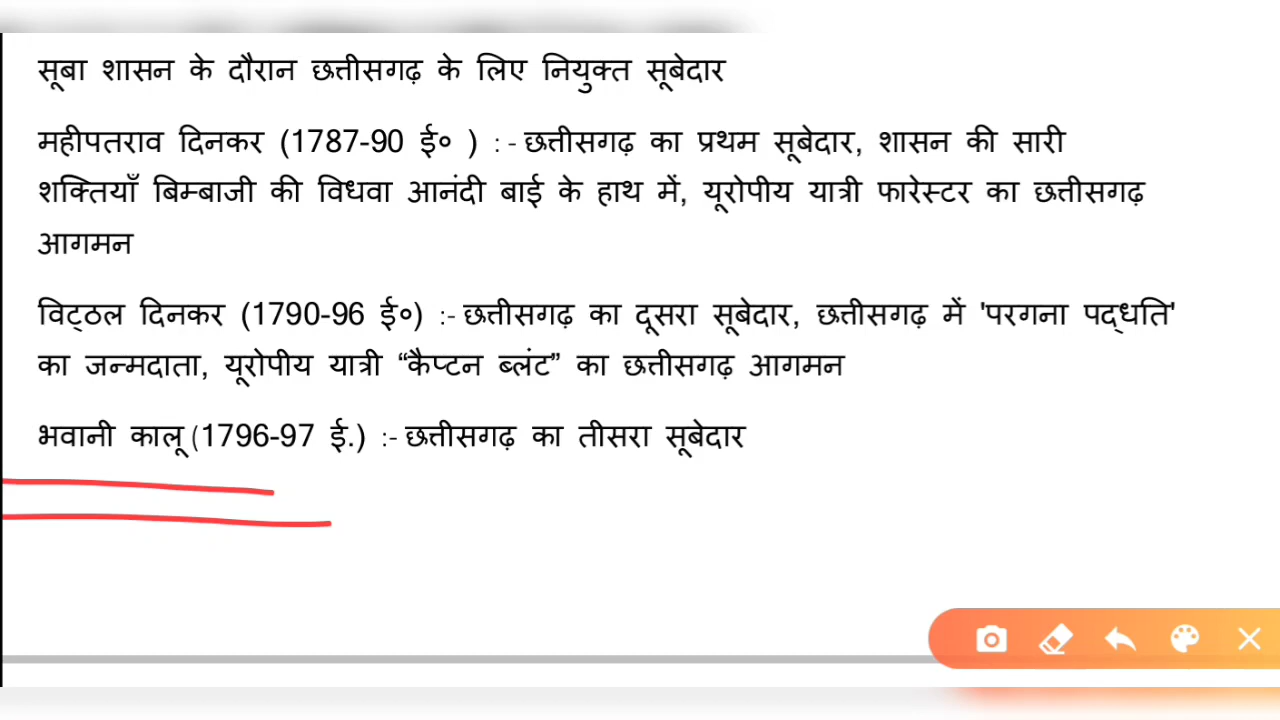 सूबा शासन के दौरान छत्तीसगढ़ के लिए नियुक्त सूबेदार
महीपतराव दिनकर (1787-90 ई० ) : - छत्तीसगढ़ का प्रथम सूबेदार, शासन की सारी
शक्तियाँ बिम्बाजी की विधवा आनंदी बाई के हाथ में, यूरोपीय यात्री फारेस्टर का छत्तीसगढ़
आगमन
विट्ठल दिनकर (1790-96 ई०) :- छत्तीसगढ़ का दूसरा सूबेदार, छत्तीसगढ़ में 'परगना पद्धति'
का जन्मदाता, यूरोपीय यात्री “कैप्टन ब्लंट” का छत्तीसगढ़ आगमन
भवानी कालू (1796-97 ई.) :- छत्तीसगढ़ का तीसरा सूबेदार